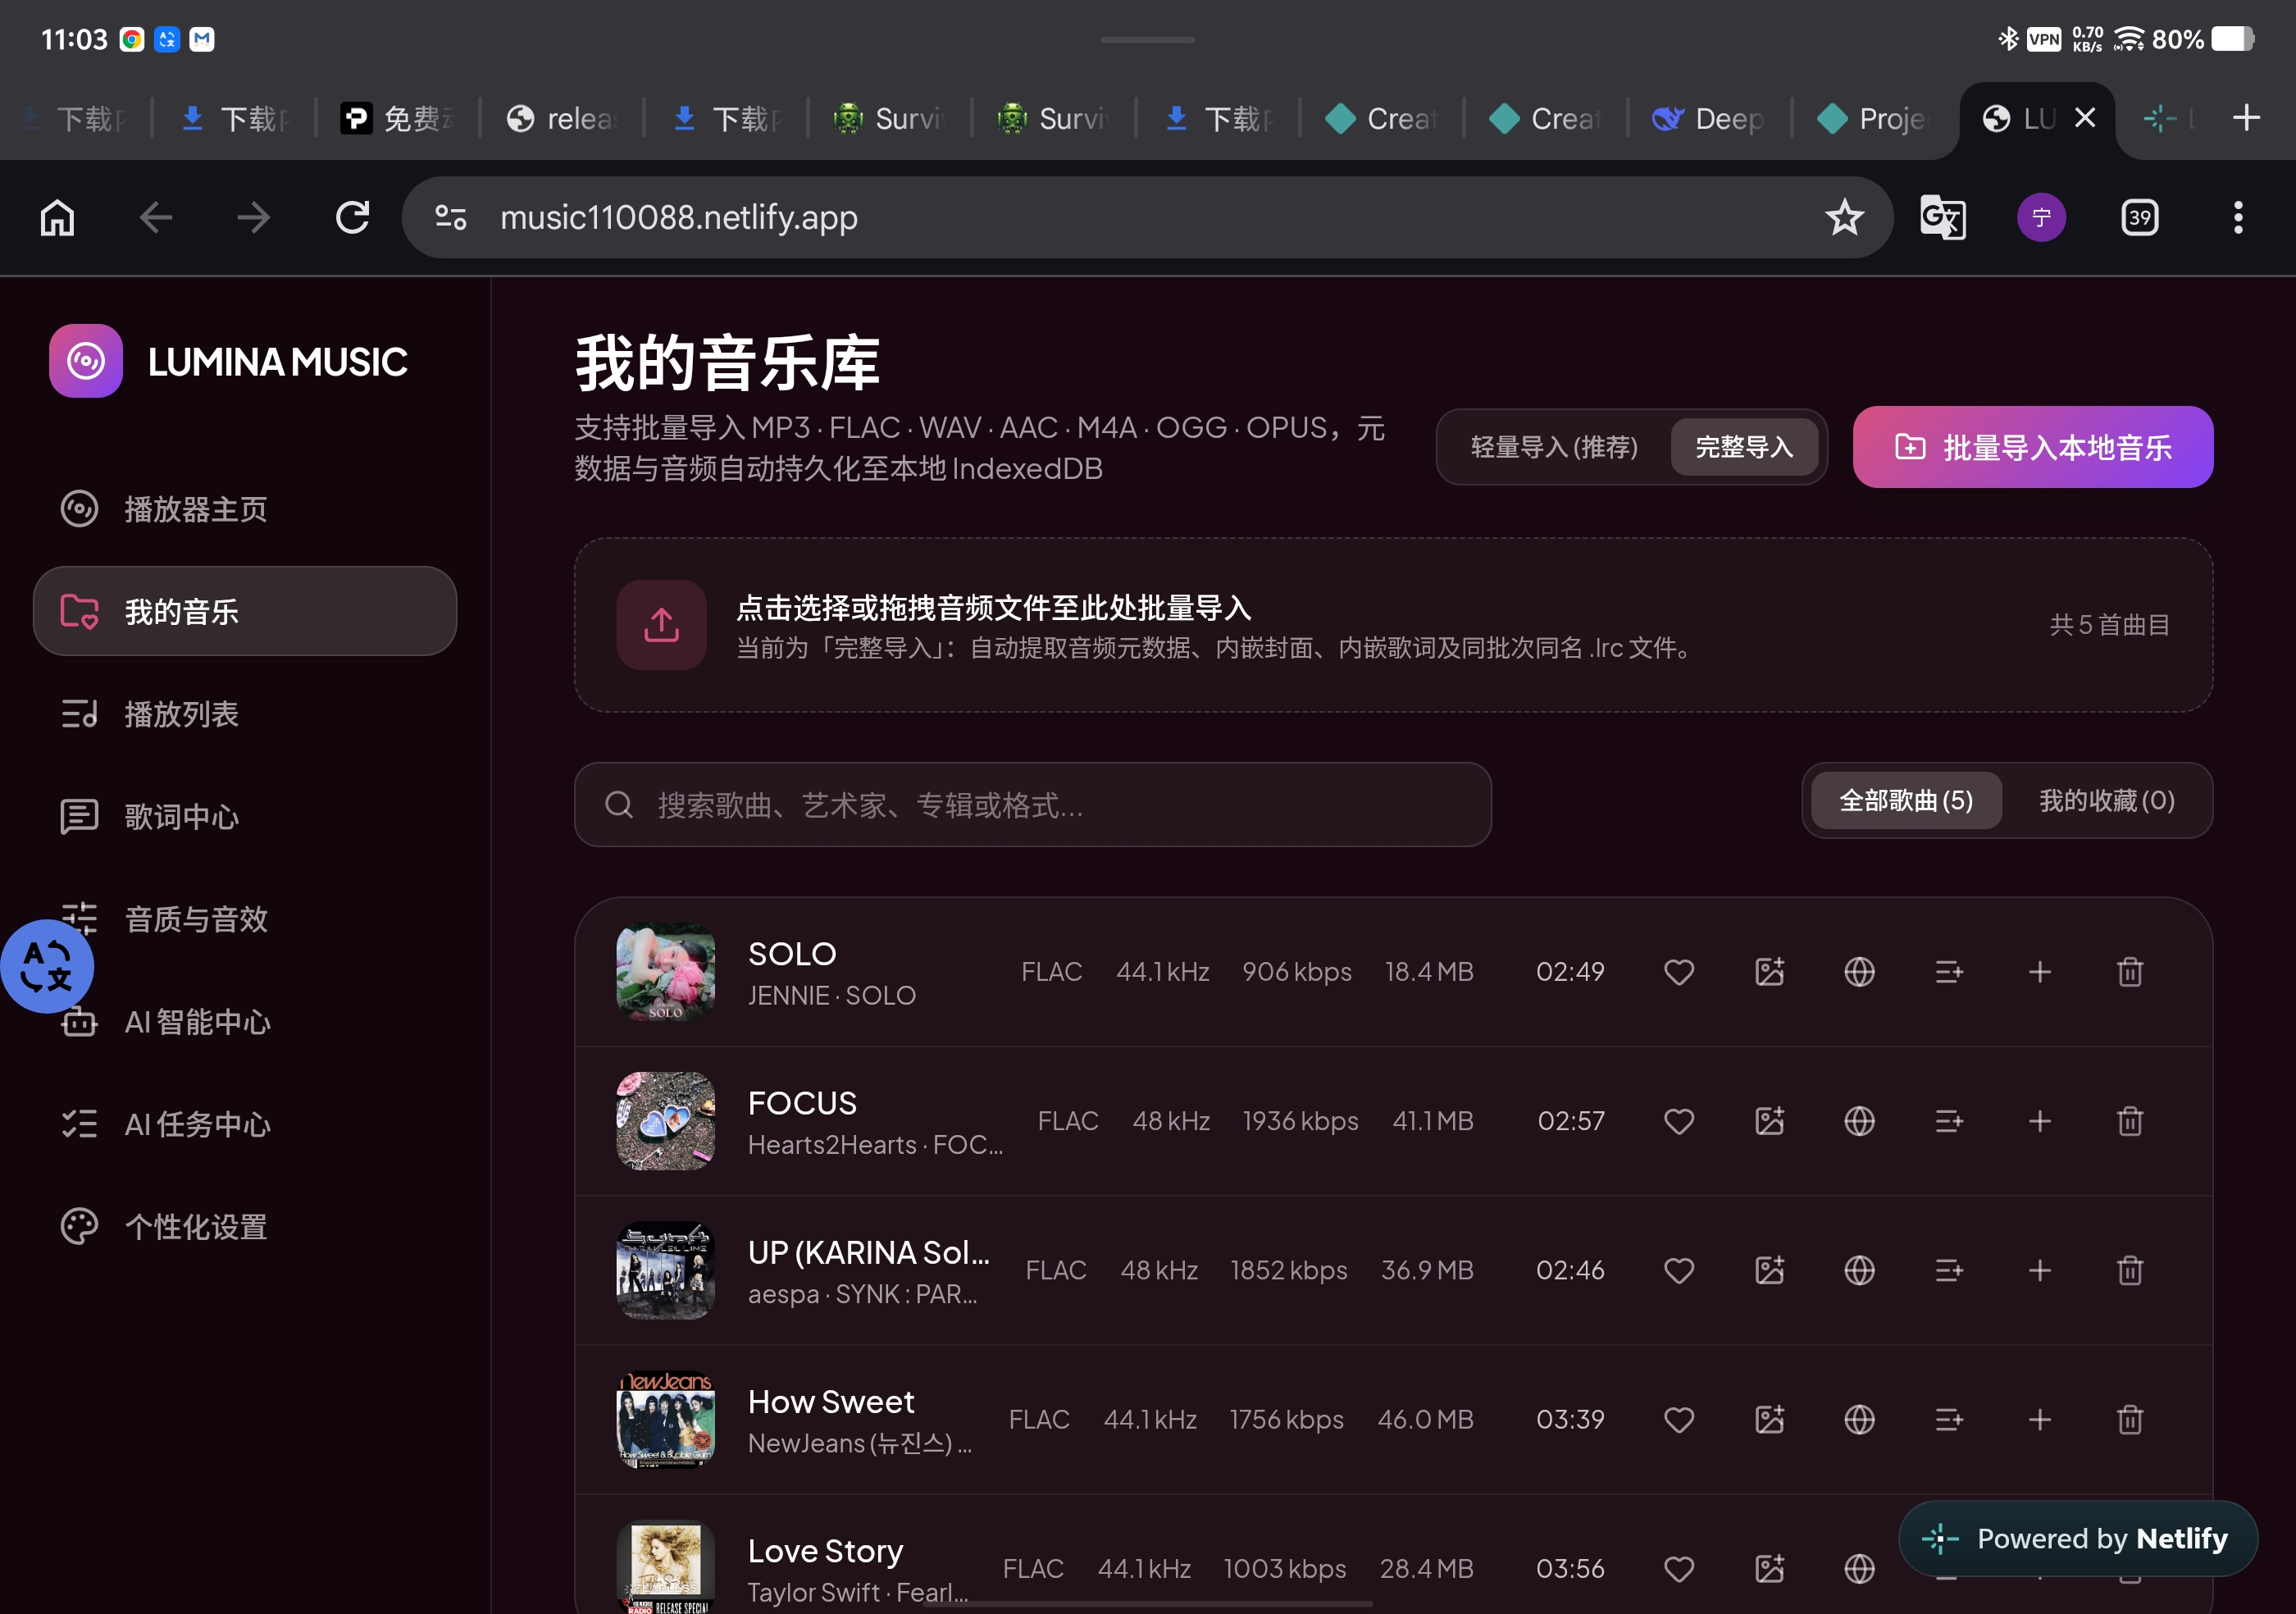 11:03
VPN 0.70 KB/s 80%
下载 下载 免费 relea 下载 Survi Survi 下载 Creat Creat Deep Proje LU
music110088.netlify.app
宁
39
LUMINA MUSIC
播放器主页
我的音乐
播放列表
歌词中心
音质与音效
AI 智能中心
AI 任务中心
个性化设置
我的音乐库
支持批量导入 MP3 · FLAC · WAV · AAC · M4A · OGG · OPUS，元
数据与音频自动持久化至本地 IndexedDB
轻量导入 (推荐) 完整导入
批量导入本地音乐
点击选择或拖拽音频文件至此处批量导入
当前为「完整导入」：自动提取音频元数据、内嵌封面、内嵌歌词及同批次同名 .lrc 文件。
共 5 首曲目
搜索歌曲、艺术家、专辑或格式...
全部歌曲 (5) 我的收藏 (0)
SOLO
SOLO
JENNIE · SOLO
FLAC 44.1 kHz 906 kbps 18.4 MB 02:49
FOCUS
Hearts2Hearts · FOC...
FLAC 48 kHz 1936 kbps 41.1 MB 02:57
UP (KARINA Sol...
aespa · SYNK : PAR...
FLAC 48 kHz 1852 kbps 36.9 MB 02:46
NewJeans
How Sweet & Bubble Gum
How Sweet
NewJeans (뉴진스) ...
FLAC 44.1 kHz 1756 kbps 46.0 MB 03:39
RADIO RELEASE SPECIAL
Love Story
Taylor Swift · Fearl...
FLAC 44.1 kHz 1003 kbps 28.4 MB 03:56
Powered by Netlify